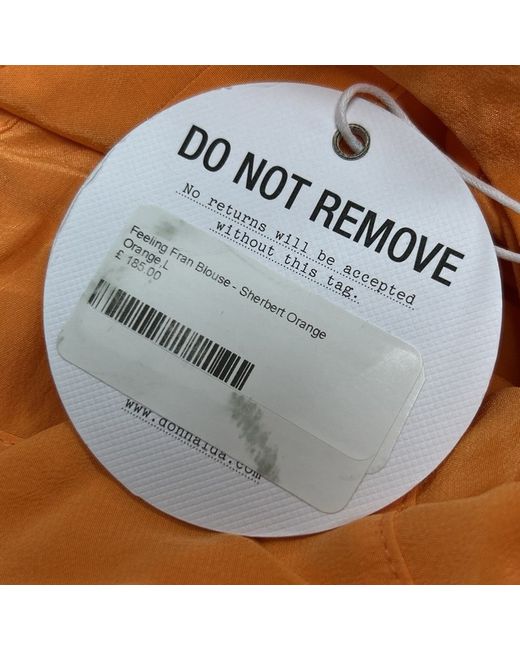 DO NOT REMOVE
No returns will be accepted
without this tag.
Feeling Fran Blouse - Sherbert Orange
Orange,L
£ 185.00
www.donnaida.com